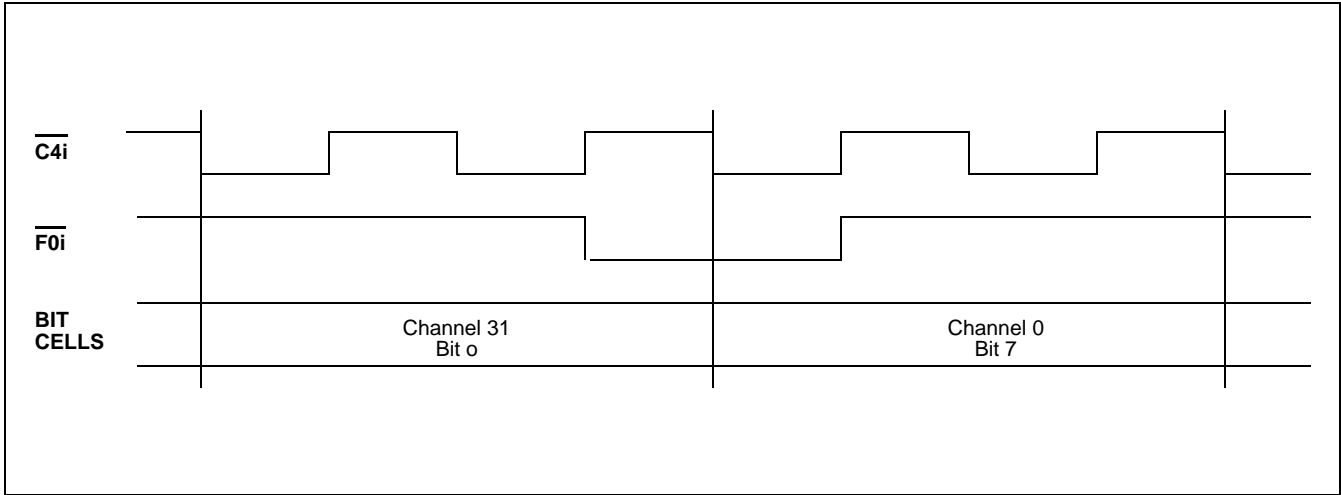 C4i
F0i
BIT
CELLS
Channel 31
Bit o
Channel 0
Bit 7